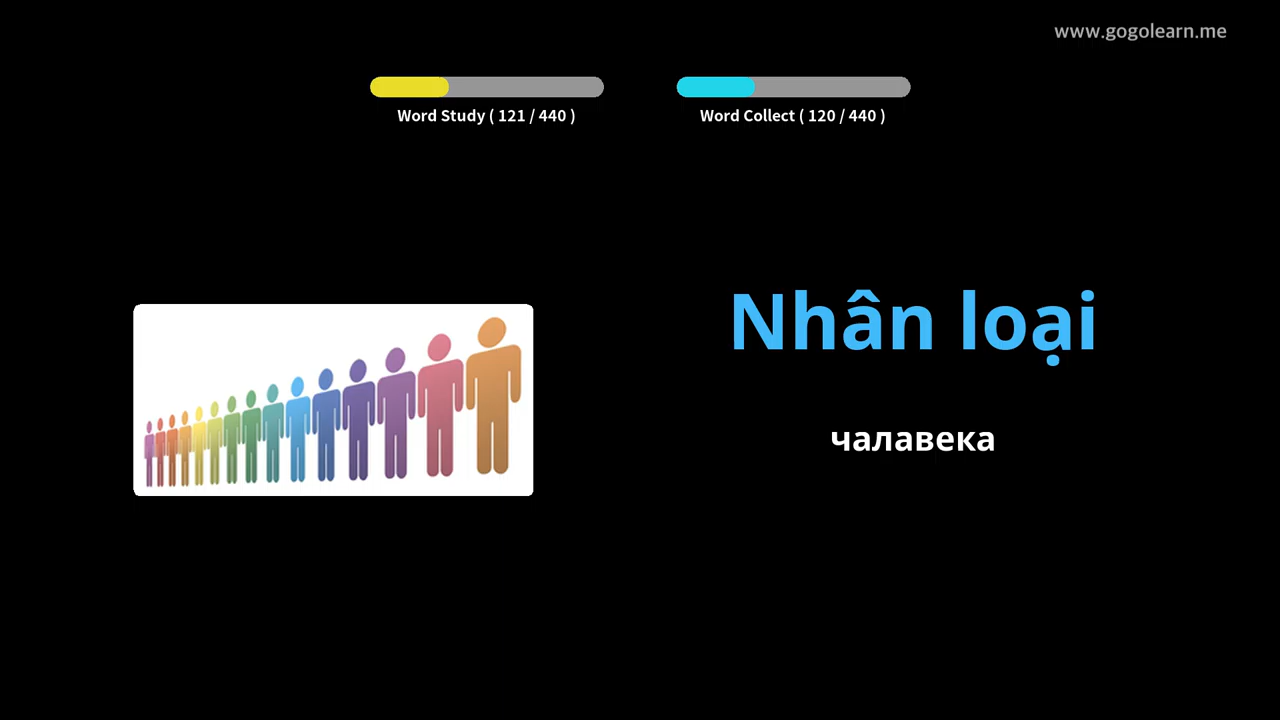 www.gogolearn.me
Word Study ( 121 / 440 )
Word Collect ( 120 / 440 )
Nhân loại
чалавека